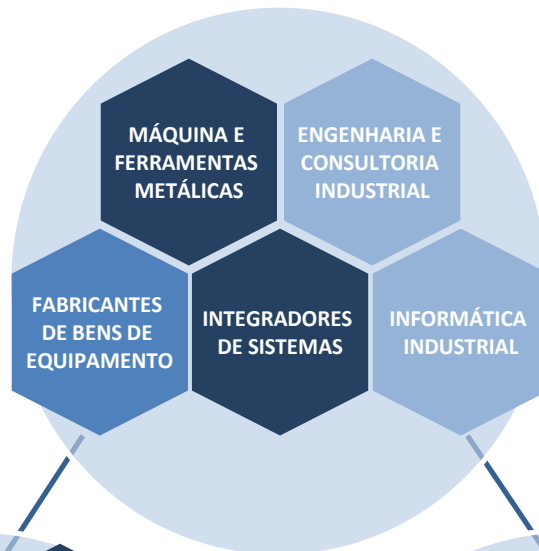 MÁQUINA E
FERRAMENTAS
METÁLICAS
ENGENHARIA E
CONSULTORIA
INDUSTRIAL
FABRICANTES
DE BENS DE
EQUIPAMENTO
INTEGRADORES
DE SISTEMAS
INFORMÁTICA
INDUSTRIAL